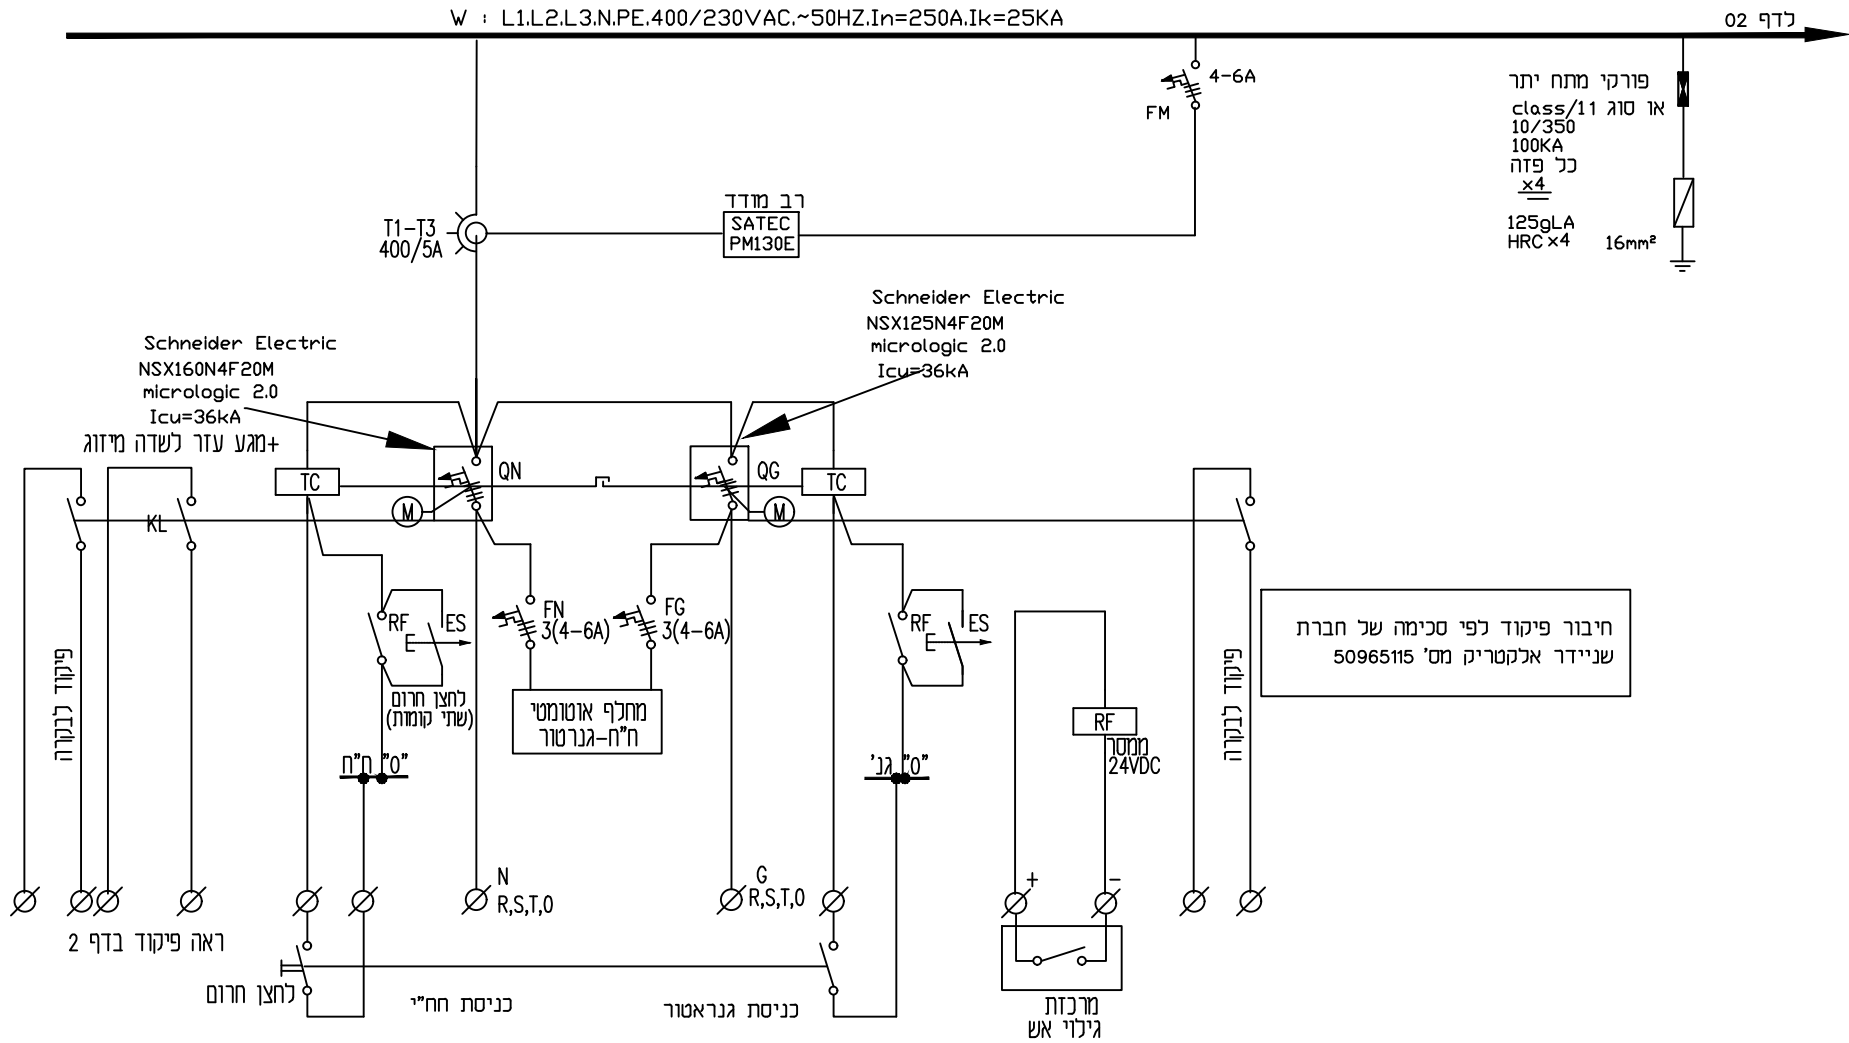 W : L1.L2.L3.N.PE.400/230VAC.~50HZ.In=250A.Ik=25KA
לדף 02
4-6A
FM
פורקי מתח יתר
או סוג class/11
10/350
100KA
כל פזה
x4
125gLA
HRC x4
16mm²
רב מודד
SATEC
PM130E
T1-T3
400/5A
Schneider Electric
NSX125N4F20M
micrologic 2.0
Icu=36kA
Schneider Electric
NSX160N4F20M
micrologic 2.0
Icu=36kA
+מגע עזר לשדה מיזוג
TC
QN
QG
TC
M
M
KL
RF
ES
FN
3(4-6A)
FG
3(4-6A)
RF
ES
חיבור פיקוד לפי סכימה של חברת
שניידר אלקטריק מס' 50965115
פיקוד לבקרה
לחצן חרום
(שתי קומות)
מחלף אוטומטי
ח"ח-גנרטור
פיקוד לבקרה
RF
ממסר
24VDC
"0" ח"ח
"0" גנ'
N
R,S,T,0
G
R,S,T,0
+
-
ראה פיקוד בדף 2
לחצן חרום
כניסת חח"י
כניסת גנראטור
מרכזת
גילוי אש